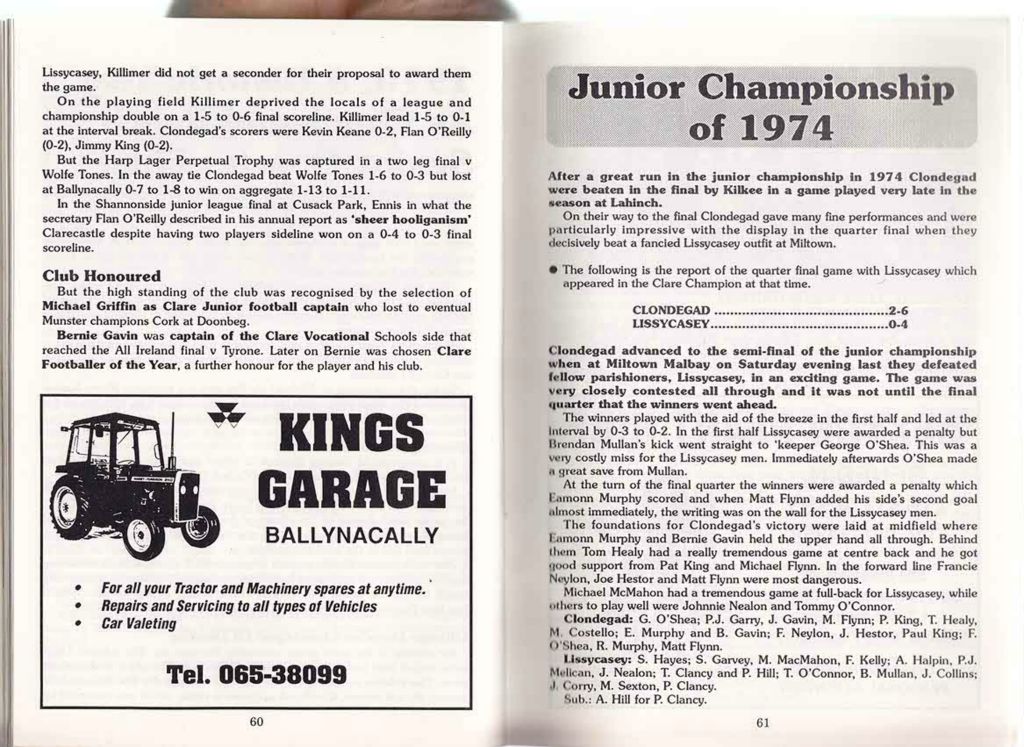 Lissycasey, Killimer did not get a seconder for their proposal to award them
the game.
On the playing field Killimer deprived the locals of a league and
championship double on a 1-5 to 0-6 final scoreline. Killimer lead 1-5 to 0-1
at the interval break. Clondegad's scorers were Kevin Keane 0-2, Flan O'Reilly
(0-2), Jimmy King (0-2).
But the Harp Lager Perpetual Trophy was captured in a two leg final v
Wolfe Tones. In the away tie Clondegad beat Wolfe Tones 1-6 to 0-3 but lost
at Ballynacally 0-7 to 1-8 to win on aggregate 1-13 to 1-11.
In the Shannonside junior league final at Cusack Park, Ennis in what the
secretary Flan O'Reilly described in his annual report as 'sheer hooliganism'
Clarecastle despite having two players sideline won on a 0-4 to 0-3 final
scoreline.
Club Honoured
But the high standing of the club was recognised by the selection of
Michael Griffin as Clare Junior football captain who lost to eventual
Munster champions Cork at Doonbeg.
Bernie Gavin was captain of the Clare Vocational Schools side that
reached the All Ireland final v Tyrone. Later on Bernie was chosen Clare
Footballer of the Year, a further honour for the player and his club.
KINGS
GARAGE
BALLYNACALLY
• For all your Tractor and Machinery spares at anytime.
• Repairs and Servicing to all types of Vehicles
• Car Valeting
Tel. 065-38099
60
Junior Championship
of 1974
After a great run in the junior championship in 1974 Clondegad
were beaten in the final by Kilkee in a game played very late in the
season at Lahinch.
On their way to the final Clondegad gave many fine performances and were
particularly impressive with the display in the quarter final when they
decisively beat a fancied Lissycasey outfit at Miltown.
• The following is the report of the quarter final game with Lissycasey which
appeared in the Clare Champion at that time.
CLONDEGAD ............................................2-6
LISSYCASEY.............................................0-4
Clondegad advanced to the semi-final of the junior championship
when at Miltown Malbay on Saturday evening last they defeated
fellow parishioners, Lissycasey, in an exciting game. The game was
very closely contested all through and it was not until the final
quarter that the winners went ahead.
The winners played with the aid of the breeze in the first half and led at the
interval by 0-3 to 0-2. In the first half Lissycasey were awarded a penalty but
Brendan Mullan's kick went straight to 'keeper George O'Shea. This was a
very costly miss for the Lissycasey men. Immediately afterwards O'Shea made
a great save from Mullan.
At the turn of the final quarter the winners were awarded a penalty which
Eamonn Murphy scored and when Matt Flynn added his side's second goal
almost immediately, the writing was on the wall for the Lissycasey men.
The foundations for Clondegad's victory were laid at midfield where
Eamonn Murphy and Bernie Gavin held the upper hand all through. Behind
them Tom Healy had a really tremendous game at centre back and he got
good support from Pat King and Michael Flynn. In the forward line Francie
Neylon, Joe Hestor and Matt Flynn were most dangerous.
Michael McMahon had a tremendous game at full-back for Lissycasey, while
others to play well were Johnnie Nealon and Tommy O'Connor.
Clondegad: G. O'Shea; P.J. Garry, J. Gavin, M. Flynn; P. King, T. Healy,
M. Costello; E. Murphy and B. Gavin; F. Neylon, J. Hestor, Paul King; F.
O'Shea, R. Murphy, Matt Flynn.
Lissycasey: S. Hayes; S. Garvey, M. MacMahon, F. Kelly; A. Halpin, P.J.
Melican, J. Nealon; T. Clancy and P. Hill; T. O'Connor, B. Mullan, J. Collins;
J. Corry, M. Sexton, P. Clancy.
Sub.: A. Hill for P. Clancy.
61